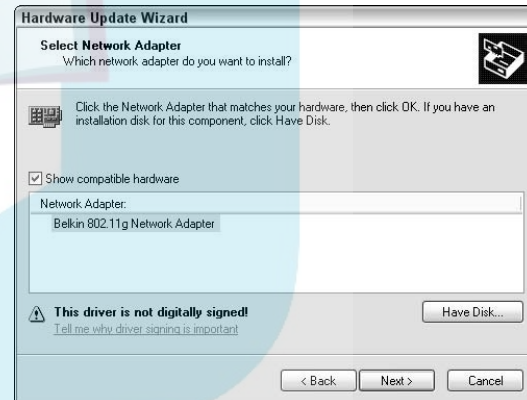 Hardware Update Wizard
Select Network Adapter
Which network adapter do you want to install?
Click the Network Adapter that matches your hardware, then click OK. If you have an
installation disk for this component, click Have Disk.
Show compatible hardware
Network Adapter:
Belkin 802.11g Network Adapter
This driver is not digitally signed!
Tell me why driver signing is important
Have Disk...
< Back
Next >
Cancel